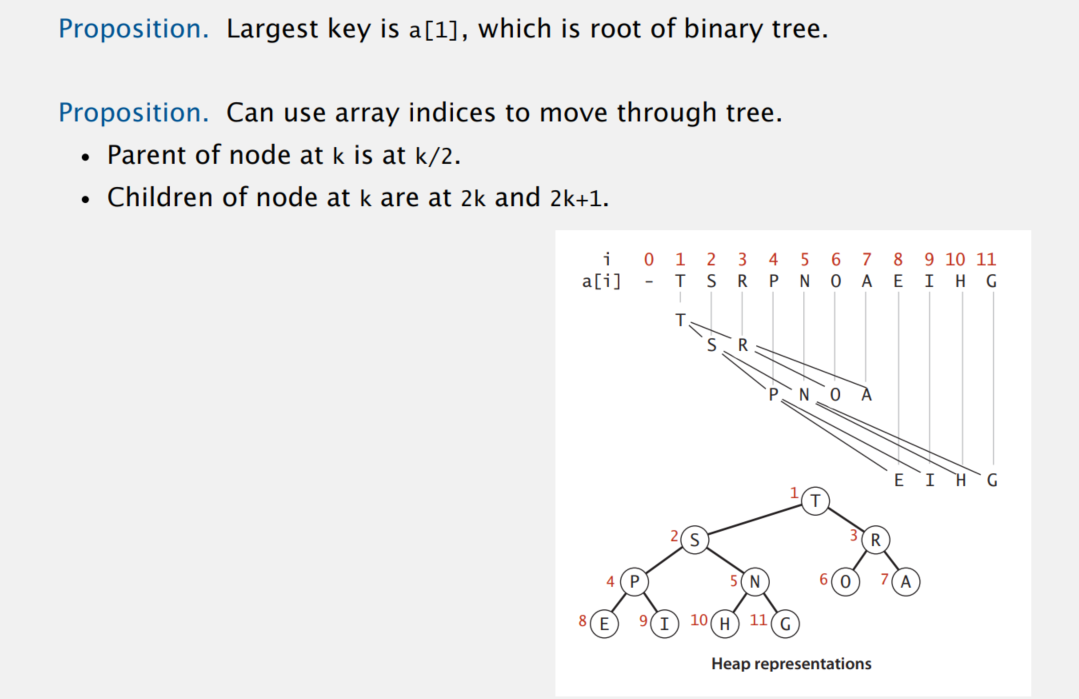 Proposition. Largest key is a[1], which is root of binary tree.
Proposition. Can use array indices to move through tree.
• Parent of node at k is at k/2.
• Children of node at k are at 2k and 2k+1.
i 0 1 2 3 4 5 6 7 8 9 10 11
a[i] - T S R P N O A E I H G
T
S R
P N O A
E I H G
1 T
2 S 3 R
4 P 5 N 6 O 7 A
8 E 9 I 10 H 11 G
Heap representations